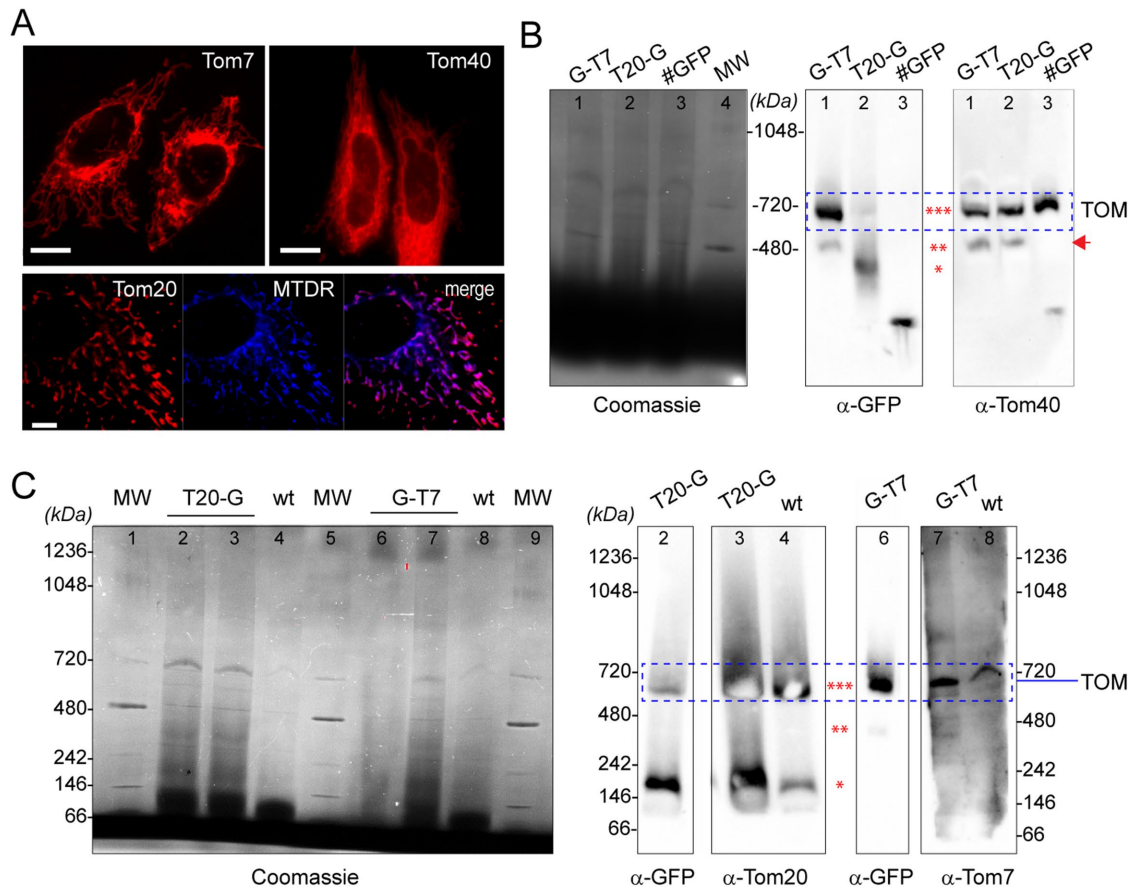 A
Tom7
Tom40
Tom20
MTDR
merge
B
G-T7 T20-G #GFP MW
1 2 3 4
Coomassie
(kDa)
-1048-
-720-
-480-
G-T7 T20-G #GFP
1 2 3
α-GFP
***
**
*
G-T7 T20-G #GFP
1 2 3
α-Tom40
TOM
C
MW T20-G wt MW G-T7 wt MW
(kDa)
1 2 3 4 5 6 7 8 9
1236-
1048-
720-
480-
242-
146-
66-
Coomassie
(kDa)
1236-
1048-
720-
480-
242-
146-
66-
T20-G
2
α-GFP
T20-G wt
3 4
α-Tom20
***
**
*
G-T7
6
α-GFP
G-T7 wt
7 8
α-Tom7
-1236
-1048
-720
-480
-242
-146
-66
TOM